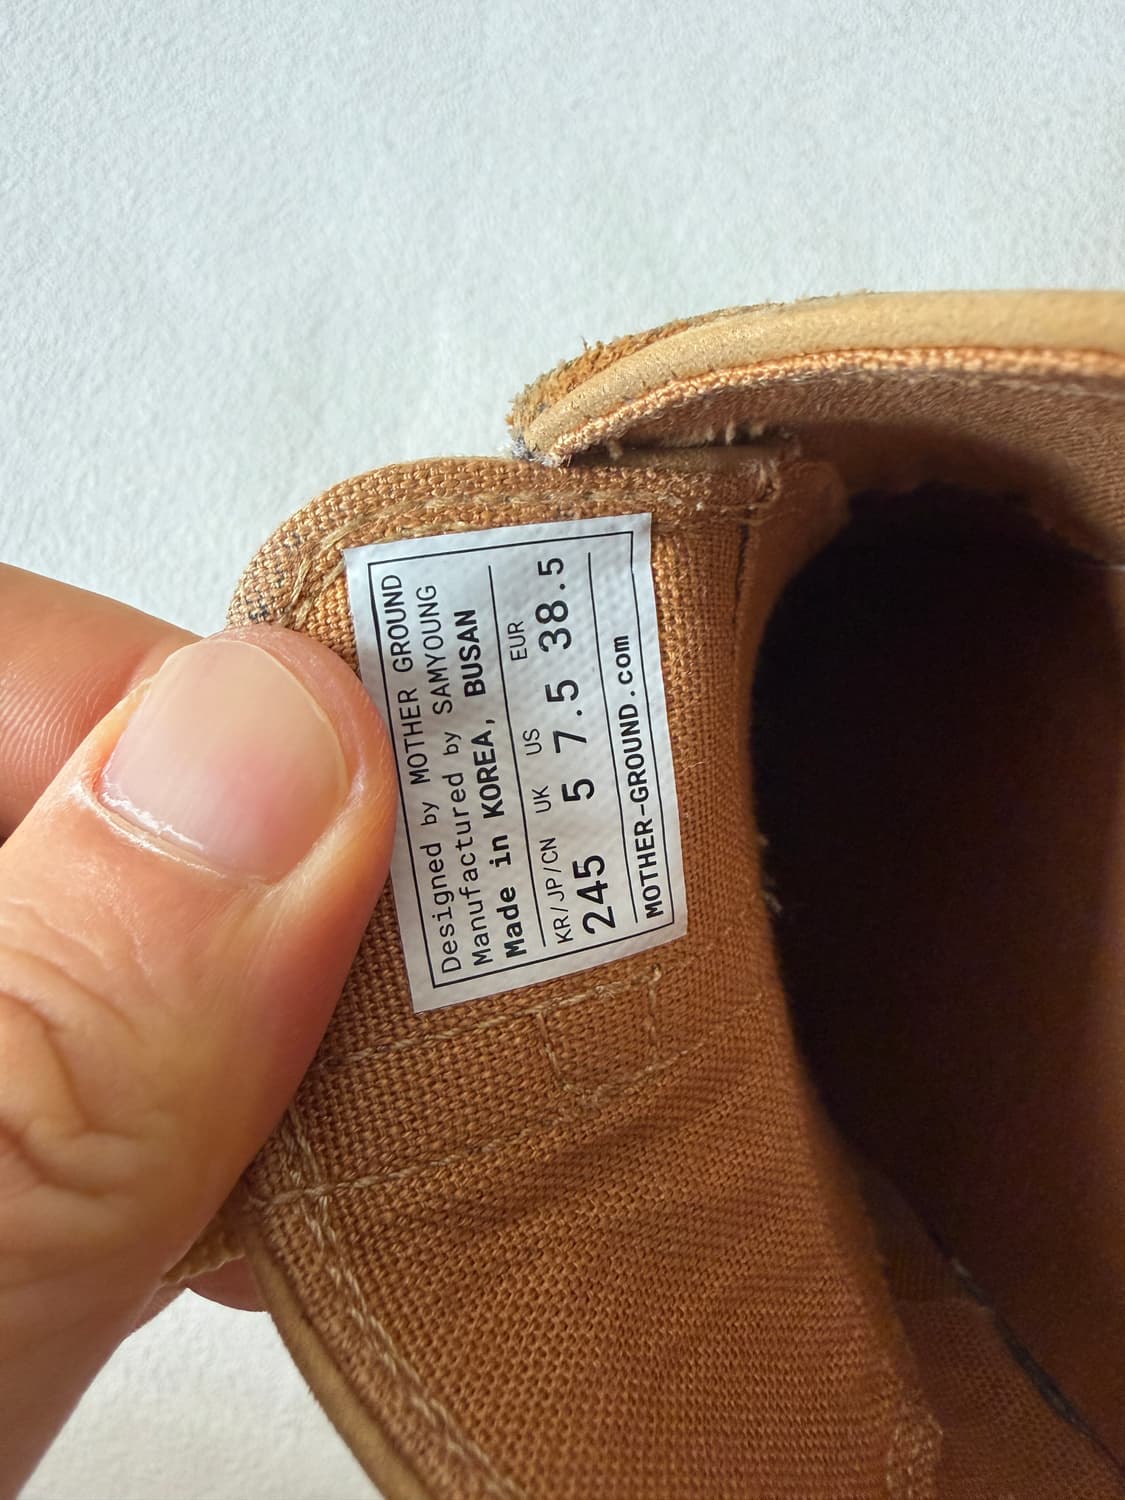 Designed by MOTHER GROUND
Manufactured by SAMYOUNG
Made in KOREA, BUSAN
KR/JP/CN UK US EUR
245 5 7.5 38.5
MOTHER-GROUND.com